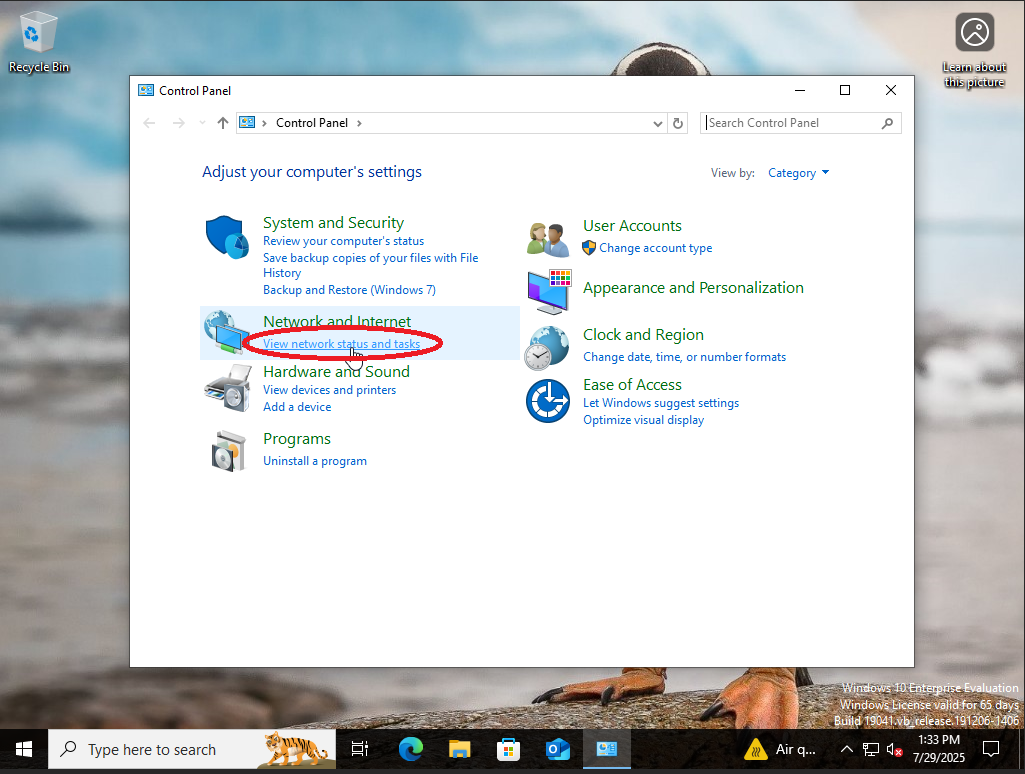 Recycle Bin
Learn about
this picture
Control Panel
Control Panel
Search Control Panel
Adjust your computer's settings
View by: Category
System and Security
Review your computer's status
Save backup copies of your files with File
History
Backup and Restore (Windows 7)
Network and Internet
View network status and tasks
Hardware and Sound
View devices and printers
Add a device
Programs
Uninstall a program
User Accounts
Change account type
Appearance and Personalization
Clock and Region
Change date, time, or number formats
Ease of Access
Let Windows suggest settings
Optimize visual display
Windows 10 Enterprise Evaluation
Windows License valid for 65 days
Build 19041.vb_release.191206-1406
Type here to search
Air q...
1:33 PM
7/29/2025